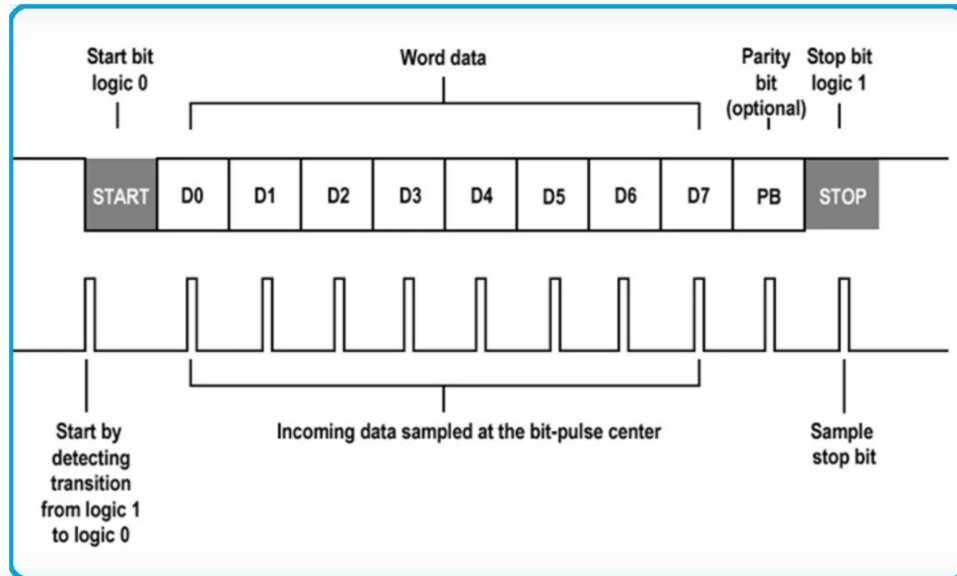 Start bit
logic 0
Word data
Parity
bit
(optional)
Stop bit
logic 1
START D0 D1 D2 D3 D4 D5 D6 D7 PB STOP
Start by
detecting
transition
from logic 1
to logic 0
Incoming data sampled at the bit-pulse center
Sample
stop bit